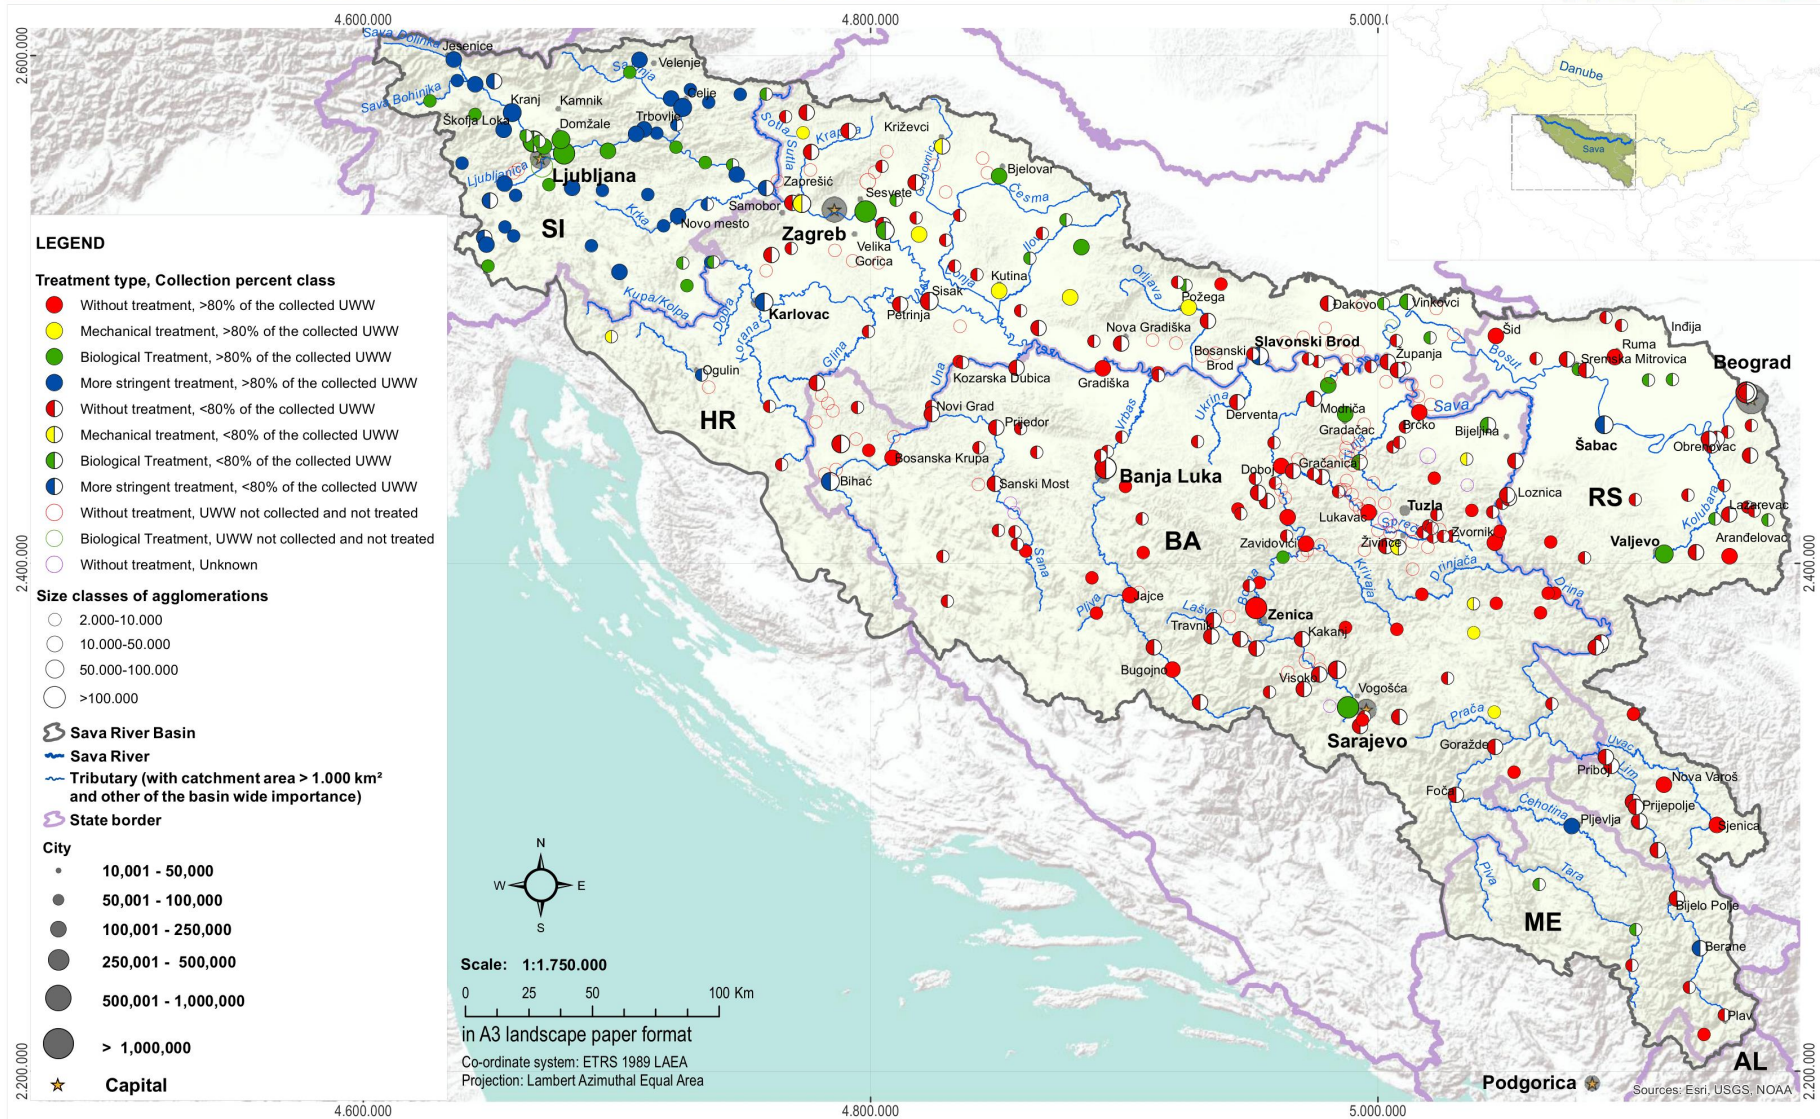 4.600.000
4.800.000
5.000.(
2.600.000
2.400.000
2.200.000
Danube
Sava
Sava Dolinka
Jesenice
Savinja
Velenje
Sava Bohinjka
Kranj
Kamnik
Celje
Škofja Loka
Domžale
Trbovlje
Ljubljanica
Ljubljana
SI
Krka
Novo mesto
Sotla
Sutla
Krapina
Križevci
Bjelovar
Česma
Zaprešić
Sesvete
Samobor
Zagreb
Velika
Gorica
Ilova
Lonja
Kutina
Kupa/Kolpa
Dobra
Korana
Karlovac
Glina
Petrinja
Sisak
Orljava
Požega
Đakovo
Vinkovci
Ogulin
HR
Una
Kozarska Dubica
Nova Gradiška
Gradiška
Bosanski
Brod
Slavonski Brod
Županja
Bosut
Šid
Inđija
Ruma
Sremska Mitrovica
Beograd
Novi Grad
Prijedor
Vrbas
Ukrina
Derventa
Modriča
Gradačac
Brčko
Sava
Bijeljina
Šabac
Obrenovac
Bosanska Krupa
Bihać
Sanski Most
Banja Luka
Doboj
Gračanica
Tuzla
Loznica
RS
Kolubara
Lazarevac
BA
Lukavac
Spreča
Živinice
Zvornik
Valjevo
Aranđelovac
Sana
Zavidovići
Krivaja
Drinjača
Drina
Pliva
Jajce
Lašva
Bosna
Zenica
Travnik
Kakanj
Bugojno
Visoko
Vogošća
Sarajevo
Prača
Goražde
Uvac
Priboj
Lim
Nova Varoš
Foča
Ćehotina
Pljevlja
Prijepolje
Sjenica
Piva
Tara
ME
Bijelo Polje
Berane
Plav
AL
Podgorica
Sources: Esri, USGS, NOAA
LEGEND
Treatment type, Collection percent class
Without treatment, >80% of the collected UWW
Mechanical treatment, >80% of the collected UWW
Biological Treatment, >80% of the collected UWW
More stringent treatment, >80% of the collected UWW
Without treatment, <80% of the collected UWW
Mechanical treatment, <80% of the collected UWW
Biological Treatment, <80% of the collected UWW
More stringent treatment, <80% of the collected UWW
Without treatment, UWW not collected and not treated
Biological Treatment, UWW not collected and not treated
Without treatment, Unknown
Size classes of agglomerations
2.000-10.000
10.000-50.000
50.000-100.000
>100.000
Sava River Basin
Sava River
Tributary (with catchment area > 1.000 km²
and other of the basin wide importance)
State border
City
10,001 - 50,000
50,001 - 100,000
100,001 - 250,000
250,001 - 500,000
500,001 - 1,000,000
> 1,000,000
Capital
N
W
E
S
Scale: 1:1.750.000
0 25 50 100 Km
in A3 landscape paper format
Co-ordinate system: ETRS 1989 LAEA
Projection: Lambert Azimuthal Equal Area
4.600.000
4.800.000
5.000.000
2.400.000
2.200.000